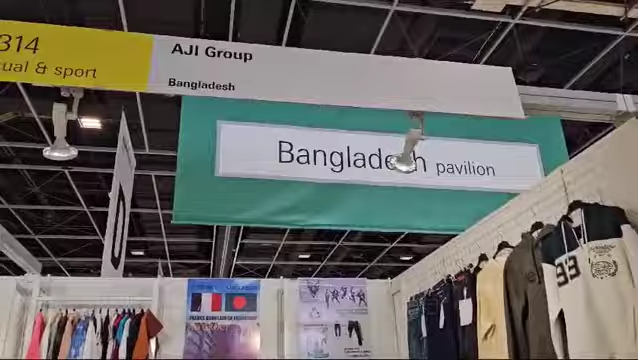 314
AJI Group
ual & sport
Bangladesh
Bangladesh pavilion
D
93